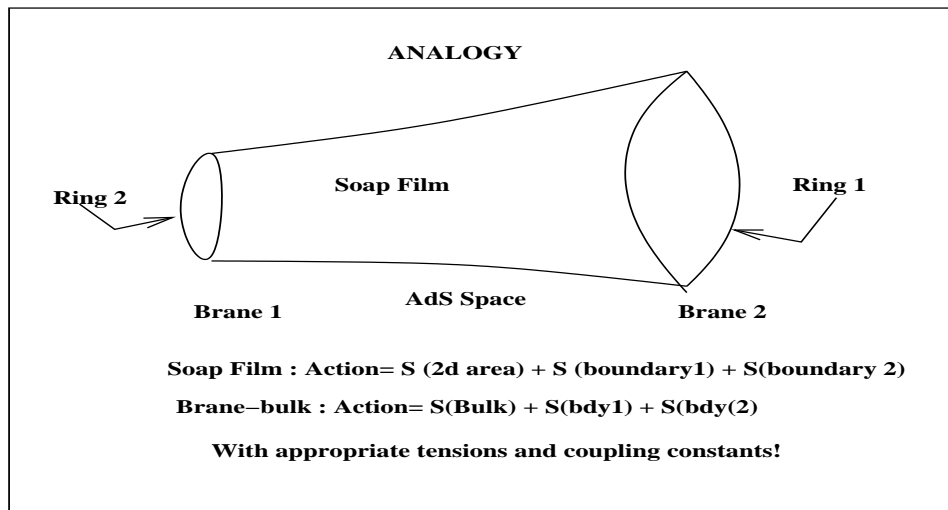 ANALOGY
Soap Film
Ring 2
Ring 1
AdS Space
Brane 1
Brane 2
Soap Film : Action= S (2d area) + S (boundary1) + S(boundary 2)
Brane−bulk : Action= S(Bulk) + S(bdy1) + S(bdy(2)
With appropriate tensions and coupling constants!